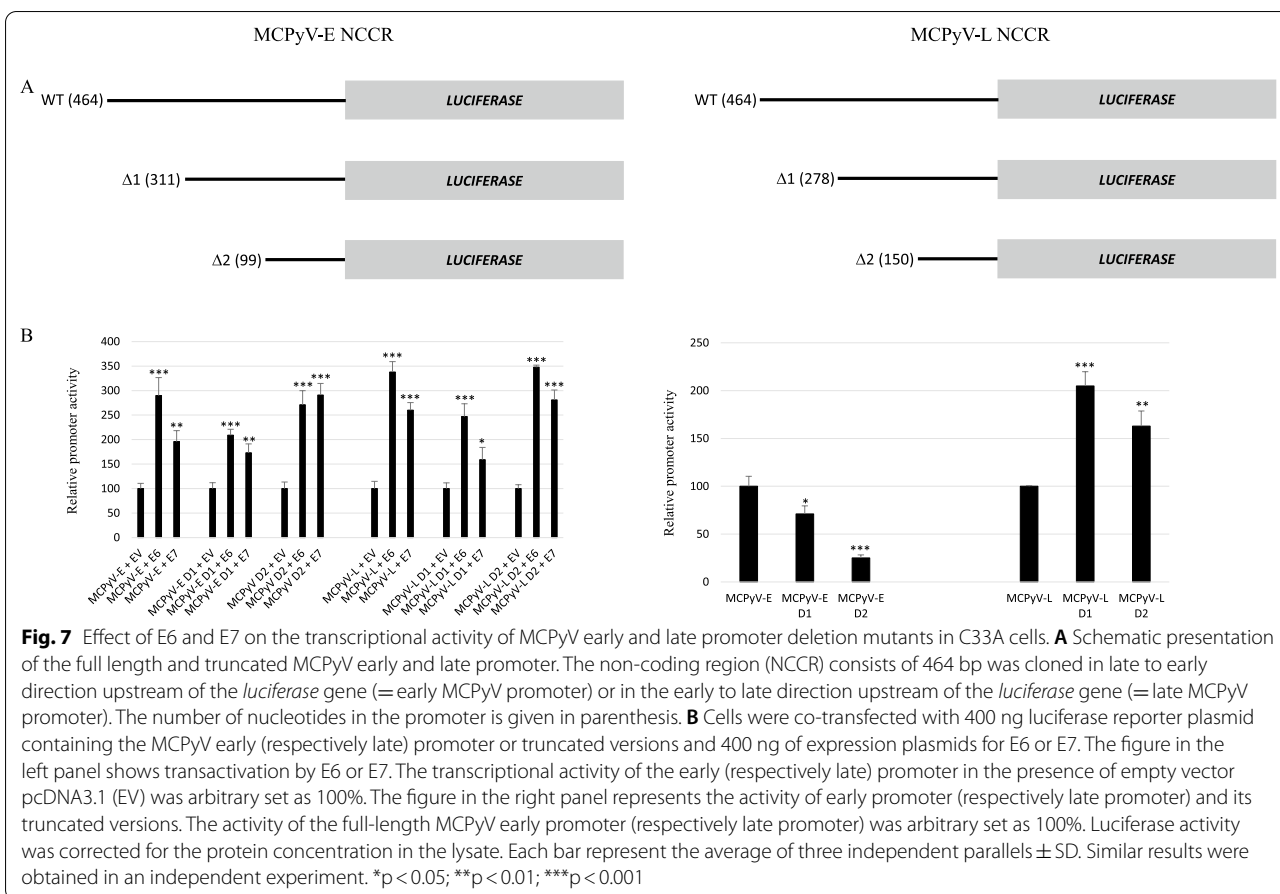 MCPyV-E NCCR
MCPyV-L NCCR
A
WT (464)
LUCIFERASE
WT (464)
LUCIFERASE
Δ1 (311)
LUCIFERASE
Δ1 (278)
LUCIFERASE
Δ2 (99)
LUCIFERASE
Δ2 (150)
LUCIFERASE
B
Relative promoter activity
400
350
300
250
200
150
100
50
0
***
**
***
**
***
***
***
***
***
*
***
***
MCPyV-E + EV
MCPyV-E + E6
MCPyV-E + E7
MCPyV-E D1 + EV
MCPyV-E D1 + E6
MCPyV-E D1 + E7
MCPyV D2 + EV
MCPyV D2 + E6
MCPyV D2 + E7
MCPyV-L + EV
MCPyV-L + E6
MCPyV-L + E7
MCPyV-L D1 + EV
MCPyV-L D1 + E6
MCPyV-L D1 + E7
MCPyV-L D2 + EV
MCPyV-L D2 + E6
MCPyV-L D2 + E7
Relative promoter activity
250
200
150
100
50
0
*
***
***
**
MCPyV-E
MCPyV-E D1
MCPyV-E D2
MCPyV-L
MCPyV-L D1
MCPyV-L D2
Fig. 7 Effect of E6 and E7 on the transcriptional activity of MCPyV early and late promoter deletion mutants in C33A cells. A Schematic presentation
of the full length and truncated MCPyV early and late promoter. The non-coding region (NCCR) consists of 464 bp was cloned in late to early
direction upstream of the luciferase gene (= early MCPyV promoter) or in the early to late direction upstream of the luciferase gene (= late MCPyV
promoter). The number of nucleotides in the promoter is given in parenthesis. B Cells were co-transfected with 400 ng luciferase reporter plasmid
containing the MCPyV early (respectively late) promoter or truncated versions and 400 ng of expression plasmids for E6 or E7. The figure in the
left panel shows transactivation by E6 or E7. The transcriptional activity of the early (respectively late) promoter in the presence of empty vector
pcDNA3.1 (EV) was arbitrary set as 100%. The figure in the right panel represents the activity of early promoter (respectively late promoter) and its
truncated versions. The activity of the full-length MCPyV early promoter (respectively late promoter) was arbitrary set as 100%. Luciferase activity
was corrected for the protein concentration in the lysate. Each bar represent the average of three independent parallels ± SD. Similar results were
obtained in an independent experiment. *p < 0.05; **p < 0.01; ***p < 0.001